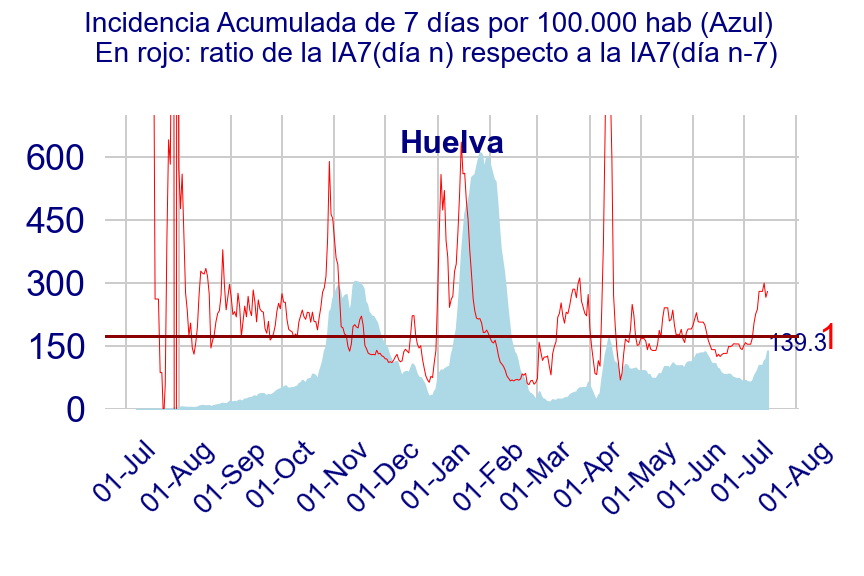 Incidencia Acumulada de 7 días por 100.000 hab (Azul)
En rojo: ratio de la IA7(día n) respecto a la IA7(día n-7)
Huelva
600
450
300
150
0
139.3
1
01-Jul
01-Aug
01-Sep
01-Oct
01-Nov
01-Dec
01-Jan
01-Feb
01-Mar
01-Apr
01-May
01-Jun
01-Jul
01-Aug